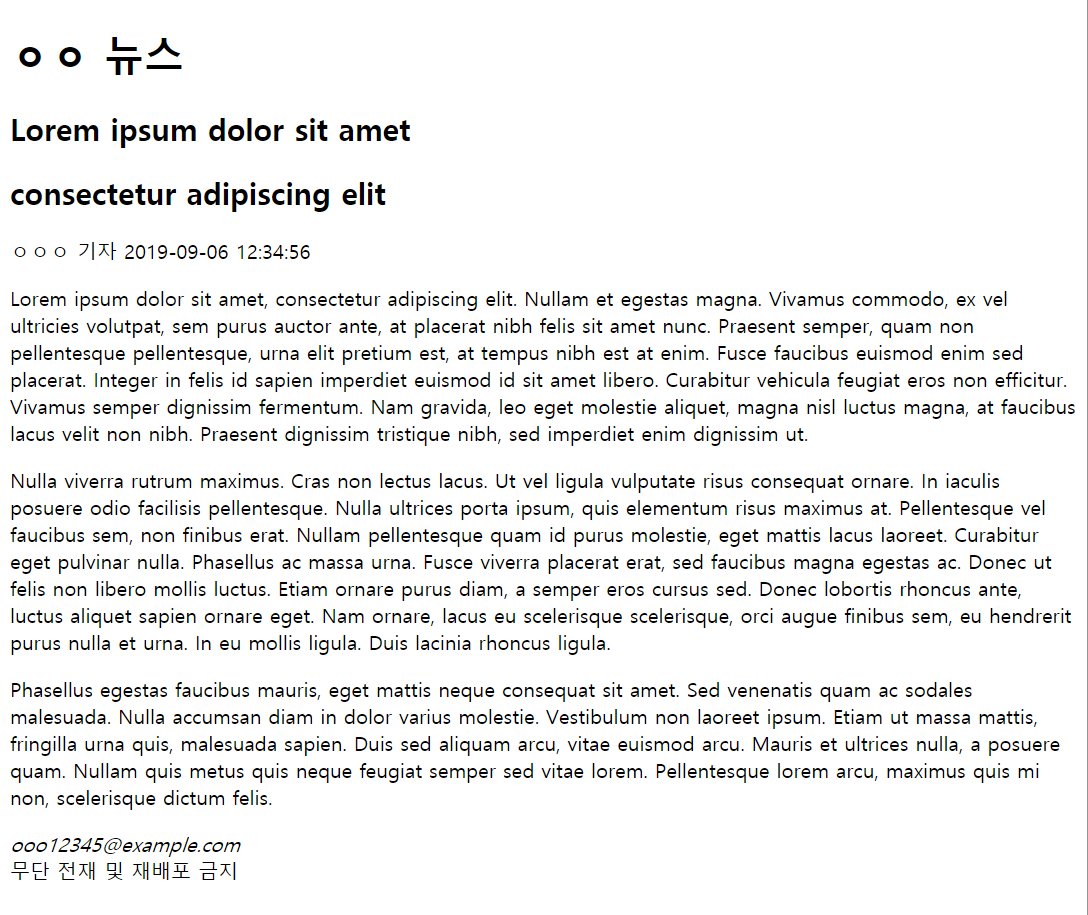 ㅇㅇ 뉴스
Lorem ipsum dolor sit amet
consectetur adipiscing elit
ㅇㅇㅇ 기자 2019-09-06 12:34:56
Lorem ipsum dolor sit amet, consectetur adipiscing elit. Nullam et egestas magna. Vivamus commodo, ex vel
ultricies volutpat, sem purus auctor ante, at placerat nibh felis sit amet nunc. Praesent semper, quam non
pellentesque pellentesque, urna elit pretium est, at tempus nibh est at enim. Fusce faucibus euismod enim sed
placerat. Integer in felis id sapien imperdiet euismod id sit amet libero. Curabitur vehicula feugiat eros non efficitur.
Vivamus semper dignissim fermentum. Nam gravida, leo eget molestie aliquet, magna nisl luctus magna, at faucibus
lacus velit non nibh. Praesent dignissim tristique nibh, sed imperdiet enim dignissim ut.
Nulla viverra rutrum maximus. Cras non lectus lacus. Ut vel ligula vulputate risus consequat ornare. In iaculis
posuere odio facilisis pellentesque. Nulla ultrices porta ipsum, quis elementum risus maximus at. Pellentesque vel
faucibus sem, non finibus erat. Nullam pellentesque quam id purus molestie, eget mattis lacus laoreet. Curabitur
eget pulvinar nulla. Phasellus ac massa urna. Fusce viverra placerat erat, sed faucibus magna egestas ac. Donec ut
felis non libero mollis luctus. Etiam ornare purus diam, a semper eros cursus sed. Donec lobortis rhoncus ante,
luctus aliquet sapien ornare eget. Nam ornare, lacus eu scelerisque scelerisque, orci augue finibus sem, eu hendrerit
purus nulla et urna. In eu mollis ligula. Duis lacinia rhoncus ligula.
Phasellus egestas faucibus mauris, eget mattis neque consequat sit amet. Sed venenatis quam ac sodales
malesuada. Nulla accumsan diam in dolor varius molestie. Vestibulum non laoreet ipsum. Etiam ut massa mattis,
fringilla urna quis, malesuada sapien. Duis sed aliquam arcu, vitae euismod arcu. Mauris et ultrices nulla, a posuere
quam. Nullam quis metus quis neque feugiat semper sed vitae lorem. Pellentesque lorem arcu, maximus quis mi
non, scelerisque dictum felis.
ooo12345@example.com
무단 전재 및 재배포 금지